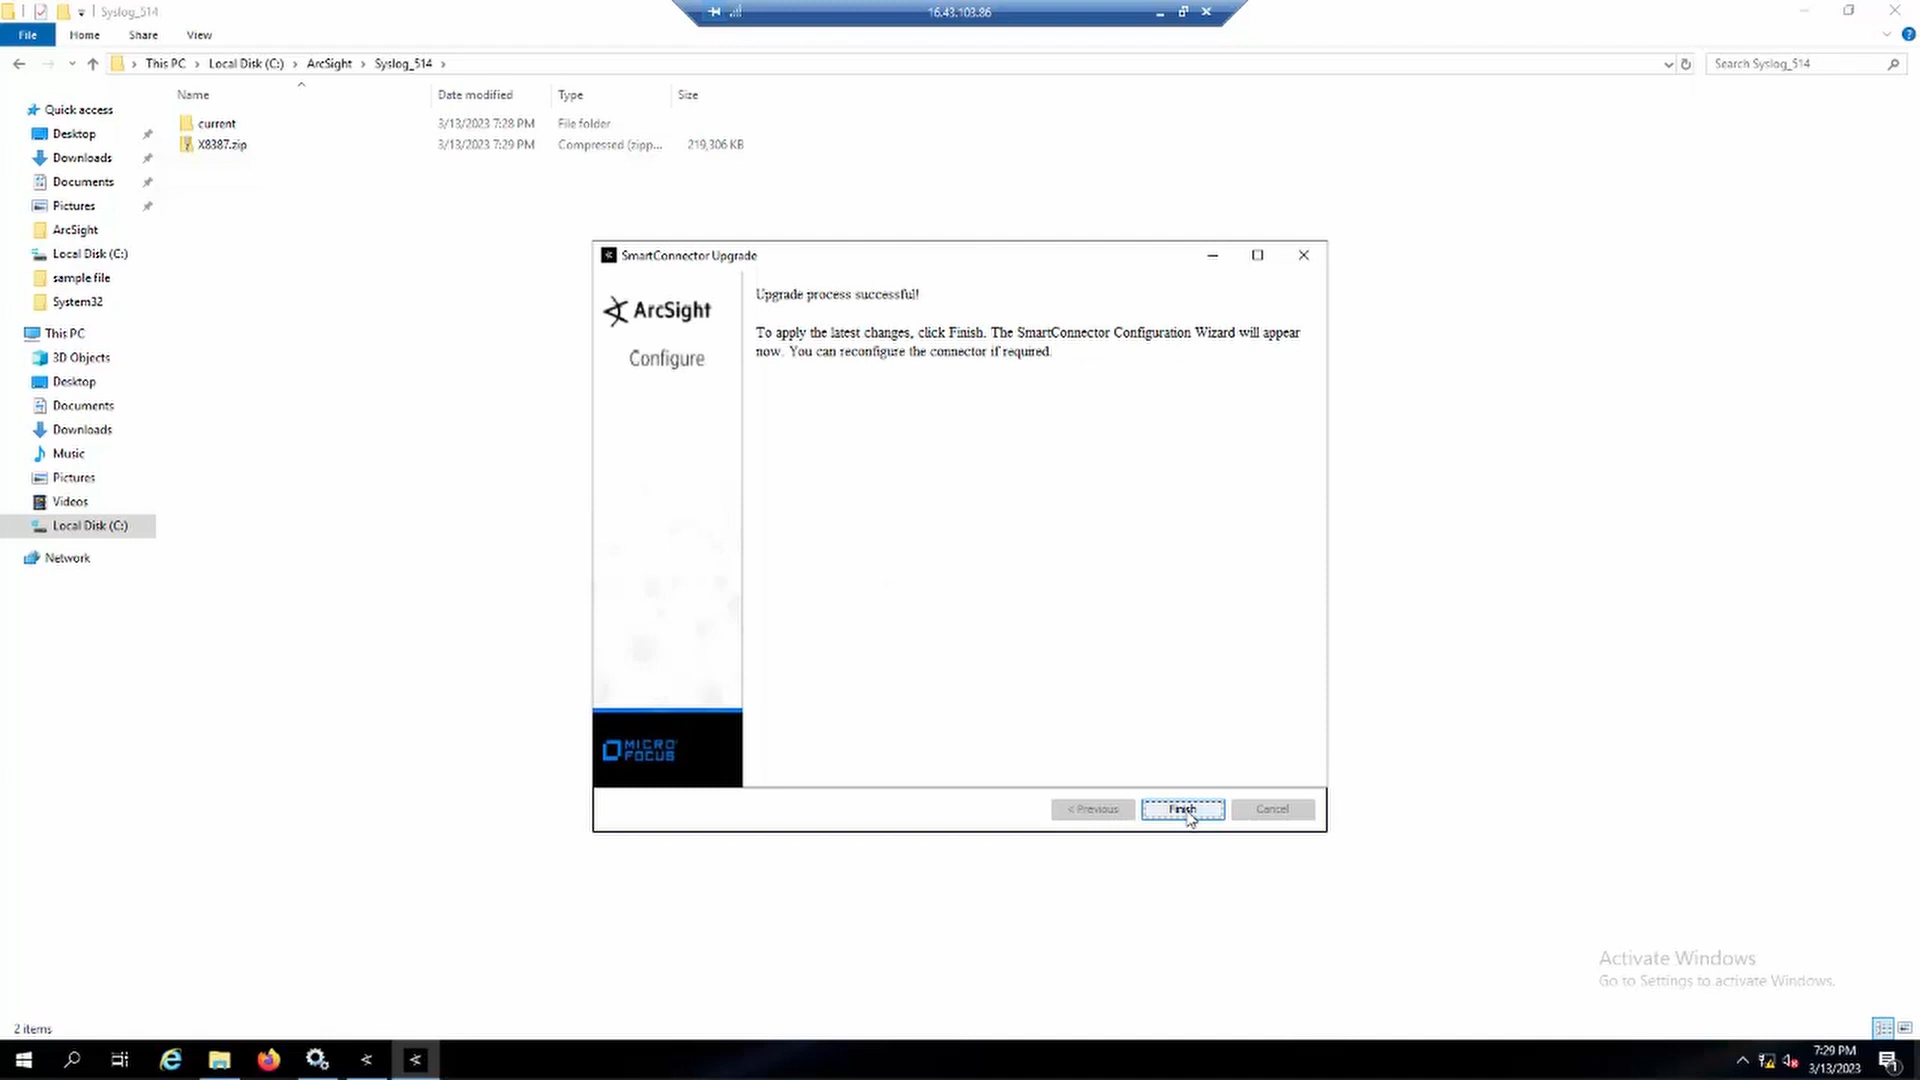 Syslog_514
16.43.103.86
File
Home
Share
View
This PC
Local Disk (C:)
ArcSight
Syslog_514
Search Syslog_514
Name
Date modified
Type
Size
current
3/13/2023 7:28 PM
File folder
X8387.zip
3/13/2023 7:29 PM
Compressed (zipp...
219,306 KB
Quick access
Desktop
Downloads
Documents
Pictures
ArcSight
Local Disk (C:)
sample file
System32
This PC
3D Objects
Desktop
Documents
Downloads
Music
Pictures
Videos
Local Disk (C:)
Network
SmartConnector Upgrade
ArcSight
Configure
Upgrade process successful!
To apply the latest changes, click Finish. The SmartConnector Configuration Wizard will appear
now. You can reconfigure the connector if required.
MICRO
FOCUS
< Previous
Finish
Cancel
Activate Windows
Go to Settings to activate Windows.
2 items
7:29 PM
3/13/2023
1